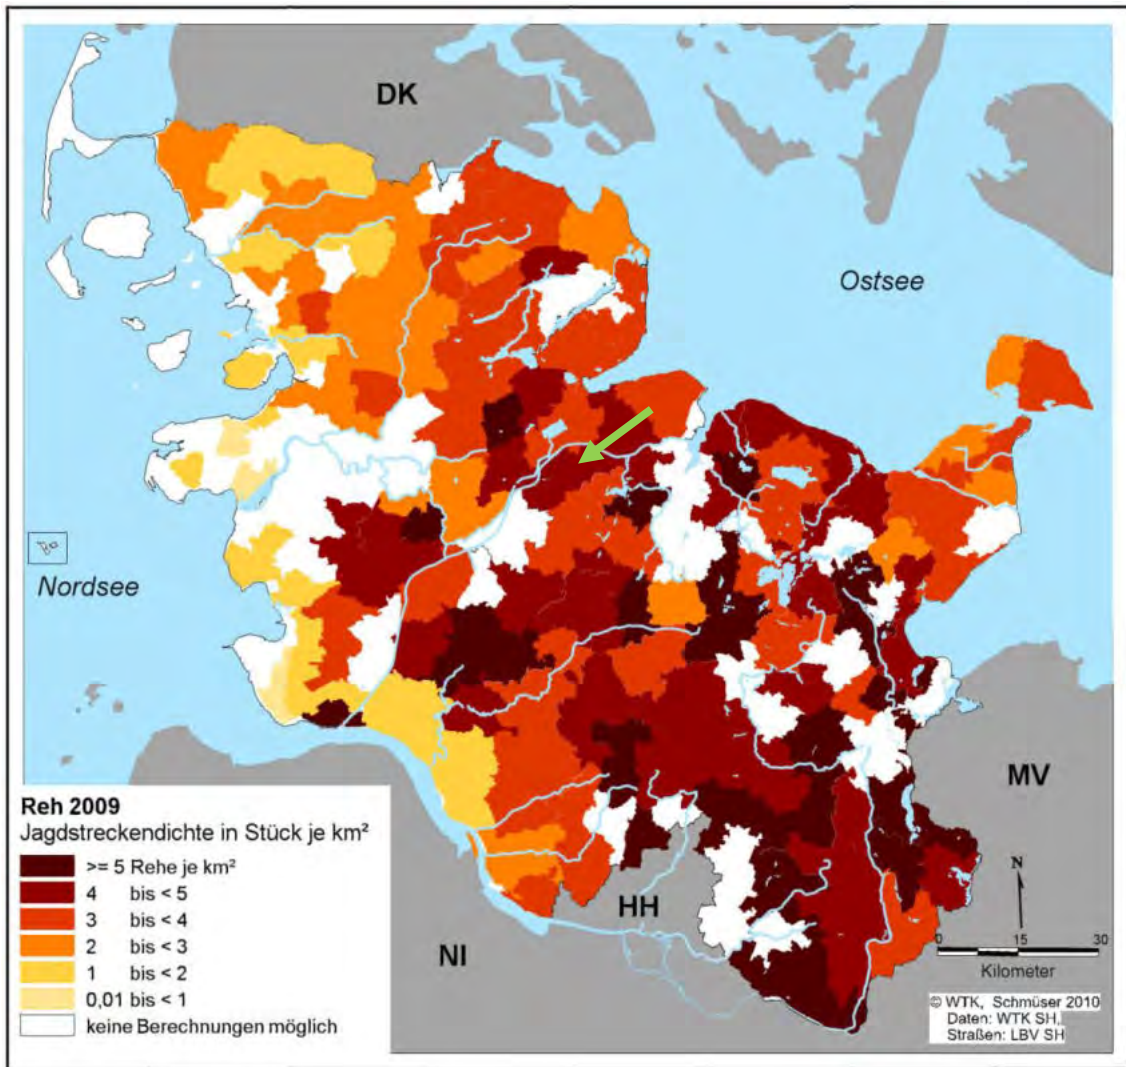 DK
Ostsee
Nordsee
MV
HH
NI
Reh 2009
Jagdstreckendichte in Stück je km²
>= 5 Rehe je km²
4 bis < 5
3 bis < 4
2 bis < 3
1 bis < 2
0,01 bis < 1
keine Berechnungen möglich
N
0 15 30
Kilometer
© WTK, Schmüser 2010
Daten: WTK SH,
Straßen: LBV SH